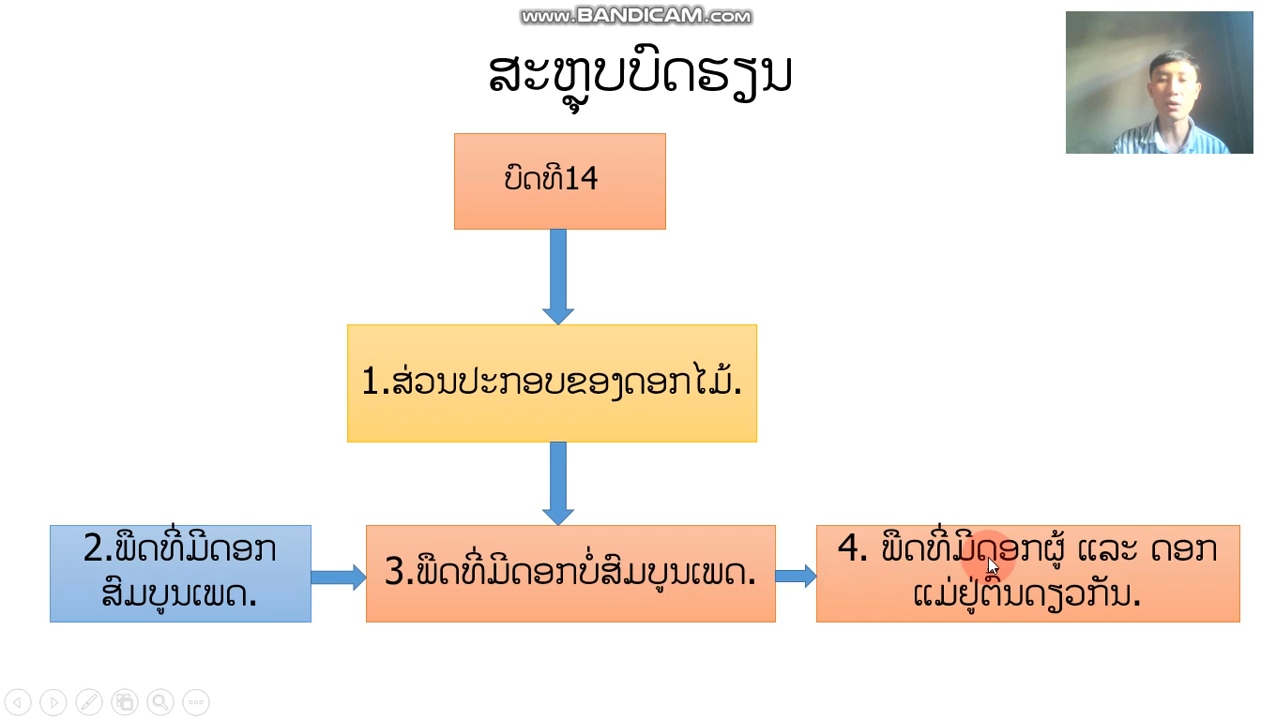 www.BANDICAM.com
ສະຫຼຸບບົດຮຽນ
ບົດທີ14
1.ສ່ວນປະກອບຂອງດອກໄມ້.
2.ພືດທີ່ມີດອກ
ສົມບູນເພດ.
3.ພືດທີ່ມີດອກບໍ່ສົມບູນເພດ.
4. ພືດທີ່ມີດອກຜູ້ ແລະ ດອກ
ແມ່ຢູ່ຕົ້ນດຽວກັນ.